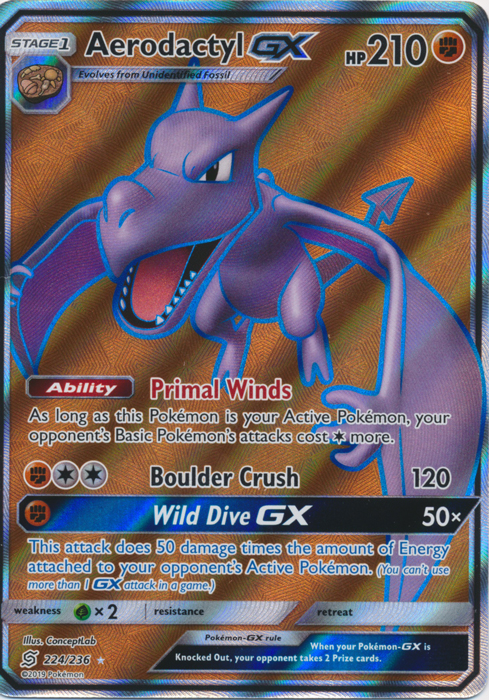 STAGE1 Aerodactyl GX HP210
Evolves from Unidentified Fossil
Ability Primal Winds
As long as this Pokémon is your Active Pokémon, your
opponent's Basic Pokémon's attacks cost more.
Boulder Crush 120
Wild Dive GX 50×
This attack does 50 damage times the amount of Energy
attached to your opponent's Active Pokémon. (You can't use
more than 1 GX attack in a game.)
weakness ×2 resistance retreat
Illus. ConceptLab
224/236
©2019 Pokémon
Pokémon-GX rule
When your Pokémon-GX is
Knocked Out, your opponent takes 2 Prize cards.